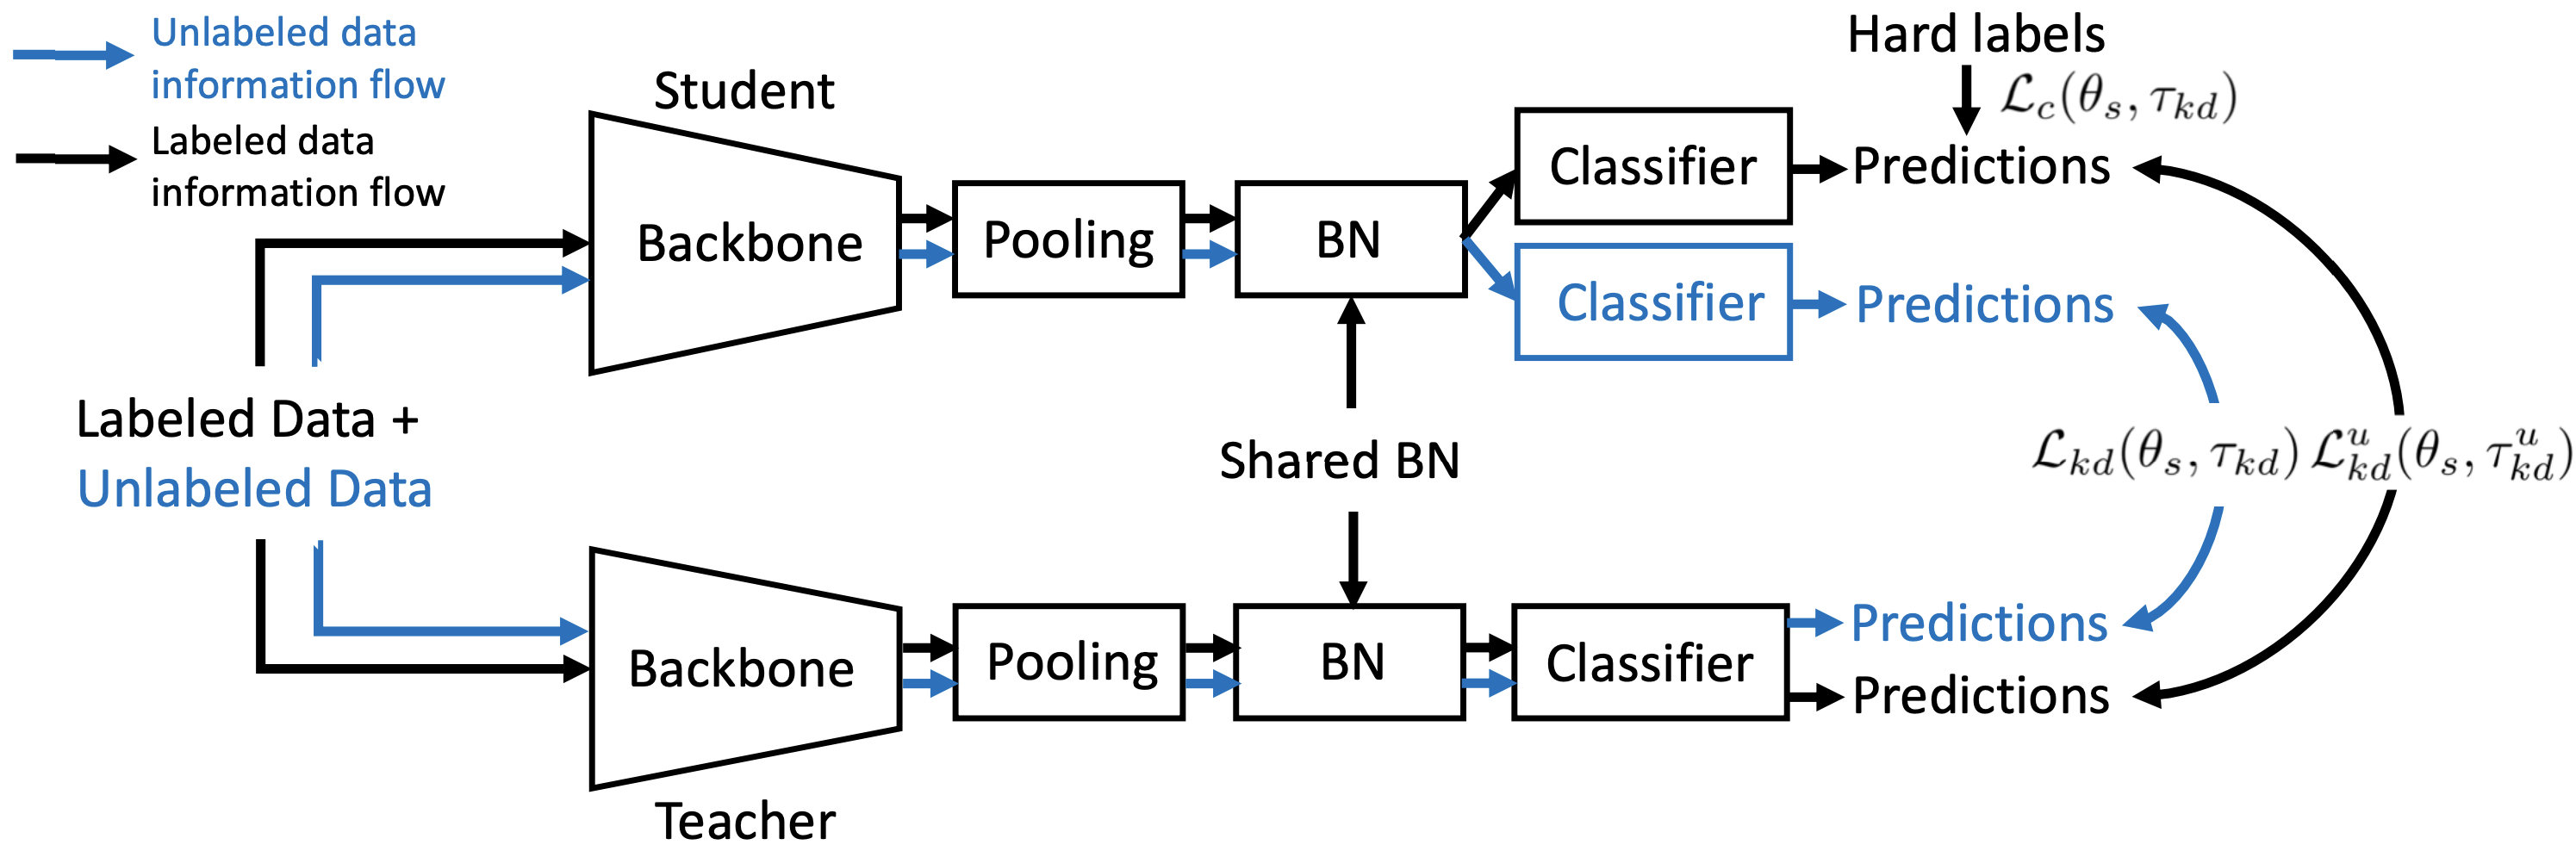 Unlabeled data
information flow
Labeled data
information flow
Student
Hard labels
$\mathcal{L}_c(\theta_s, \tau_{kd})$
Backbone
Pooling
BN
Classifier
Predictions
Classifier
Predictions
Labeled Data +
Unlabeled Data
Shared BN
$\mathcal{L}_{kd}(\theta_s, \tau_{kd})$ $\mathcal{L}_{kd}^u(\theta_s, \tau_{kd}^u)$
Backbone
Pooling
BN
Classifier
Predictions
Predictions
Teacher